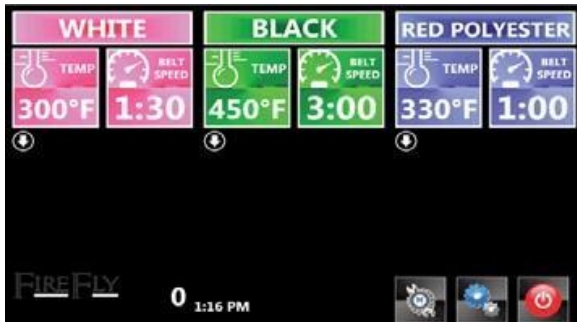 WHITE
TEMP
BELT SPEED
300°F
1:30
BLACK
TEMP
BELT SPEED
450°F
3:00
RED POLYESTER
TEMP
BELT SPEED
330°F
1:00
FIREFLY
0
1:16 PM